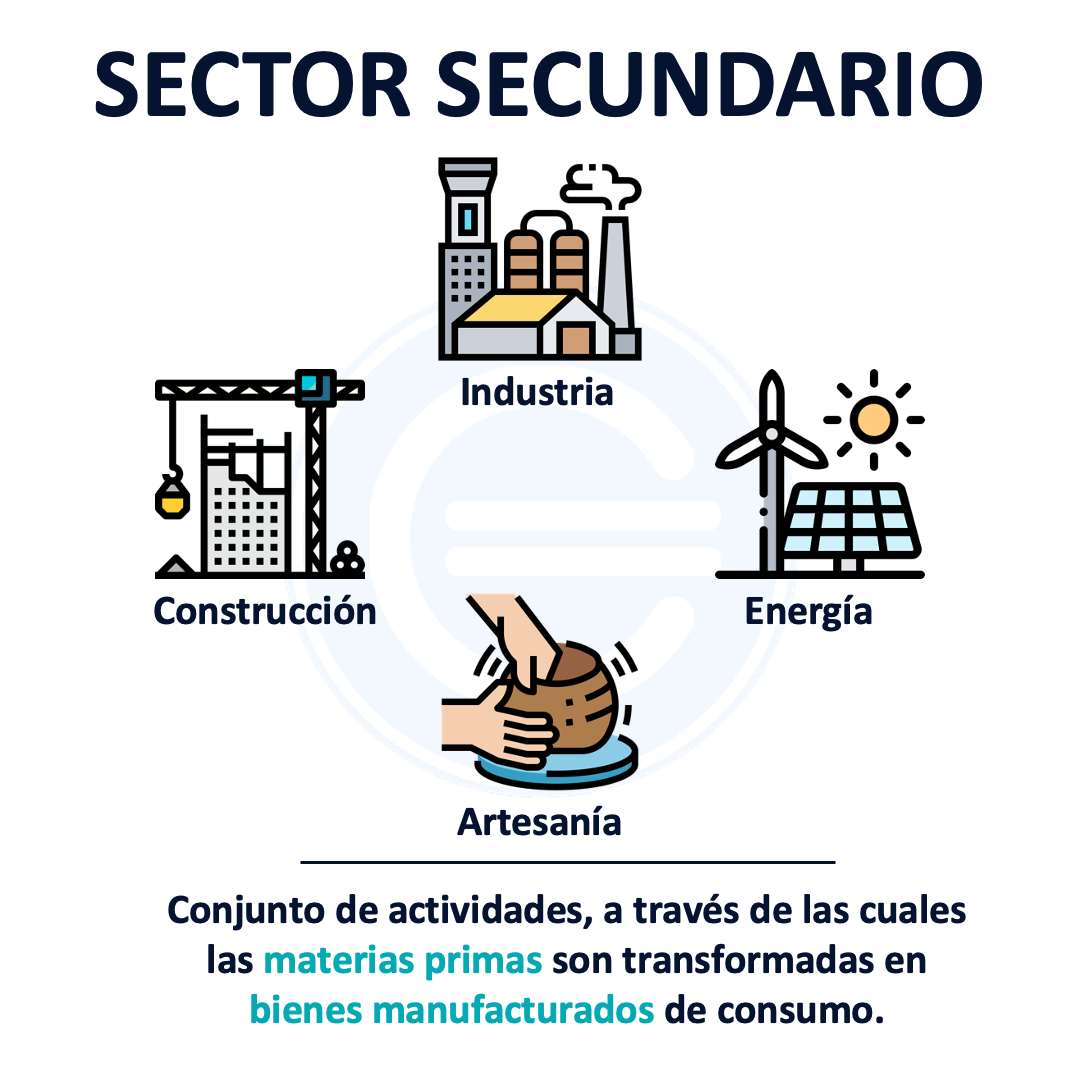 SECTOR SECUNDARIO
Industria
Construcción
Energía
Artesanía
Conjunto de actividades, a través de las cuales
las materias primas son transformadas en
bienes manufacturados de consumo.